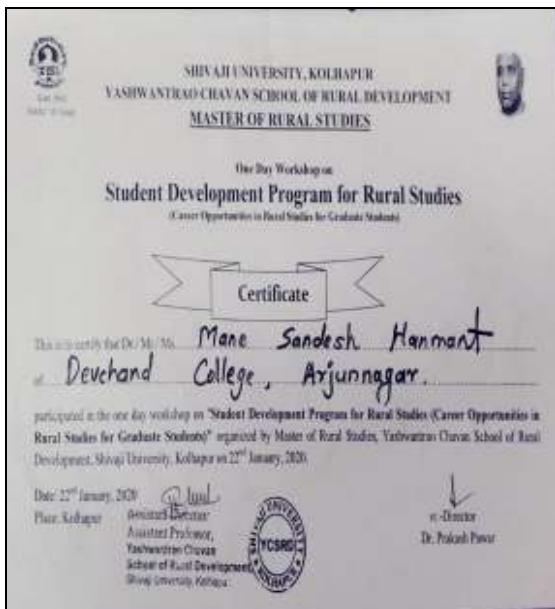 SHIVAJI UNIVERSITY, KOLHAPUR
YASHWANTRAO CHAVAN SCHOOL OF RURAL DEVELOPMENT
MASTER OF RURAL STUDIES
One Day Workshop on
Student Development Program for Rural Studies
(Career Opportunities in Rural Studies for Graduate Students)
Certificate
This is to certify that Dr./ Mr./ Ms. Mane Sandesh Hanmant
of Devchand College, Arjunnagar.
participated in the one day workshop on "Student Development Program for Rural Studies (Career Opportunities in
Rural Studies for Graduate Students)" organized by Master of Rural Studies, Yashwantrao Chavan School of Rural
Development, Shivaji University, Kolhapur on 22nd January, 2020.
Date: 22nd January, 2020
Place: Kolhapur
Assistant Director
Assistant Professor,
Yashwantrao Chavan
School of Rural Development
Shivaji University, Kolhapur
SHIVAJI UNIVERSITY
YCSRD
KOLHAPUR
Director
Dr. Prakash Pawar